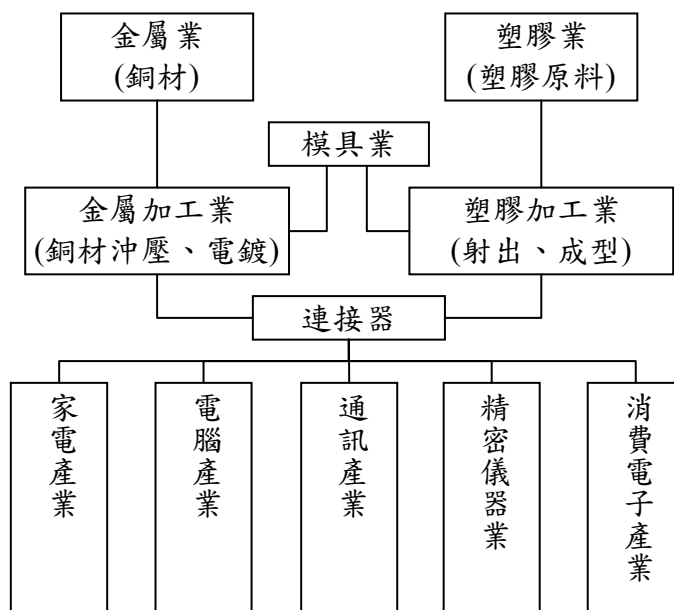 金屬業
(銅材)
塑膠業
(塑膠原料)
模具業
金屬加工業
(銅材沖壓、電鍍)
塑膠加工業
(射出、成型)
連接器
家電產業
電腦產業
通訊產業
精密儀器業
消費電子產業